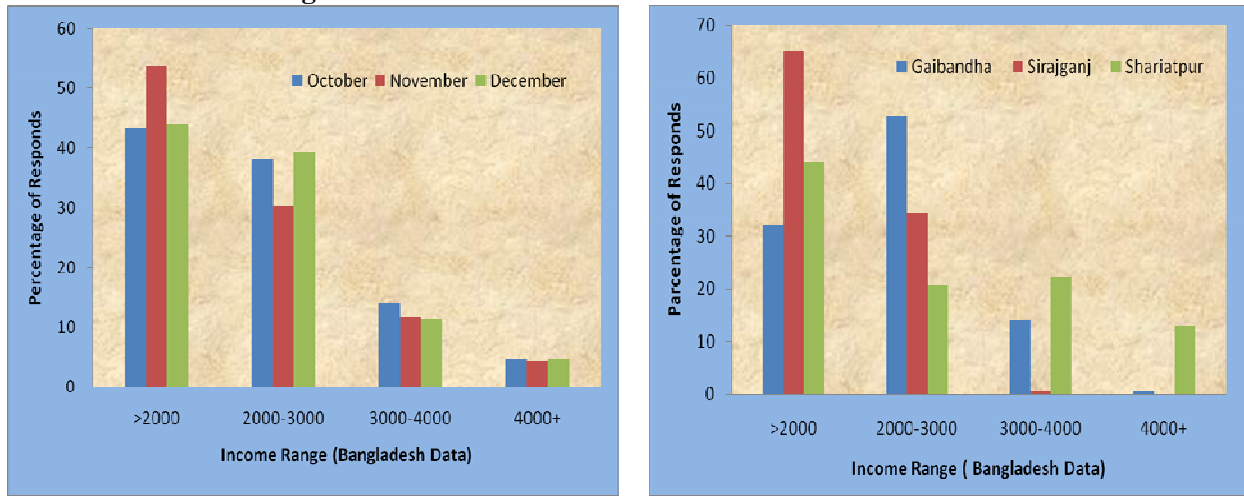 60
50
40
30
20
10
0
Percentage of Responds
October November December
>2000 2000-3000 3000-4000 4000+
Income Range (Bangladesh Data)
70
60
50
40
30
20
10
0
Parcentage of Responds
Gaibandha Sirajganj Shariatpur
>2000 2000-3000 3000-4000 4000+
Income Range ( Bangladesh Data)